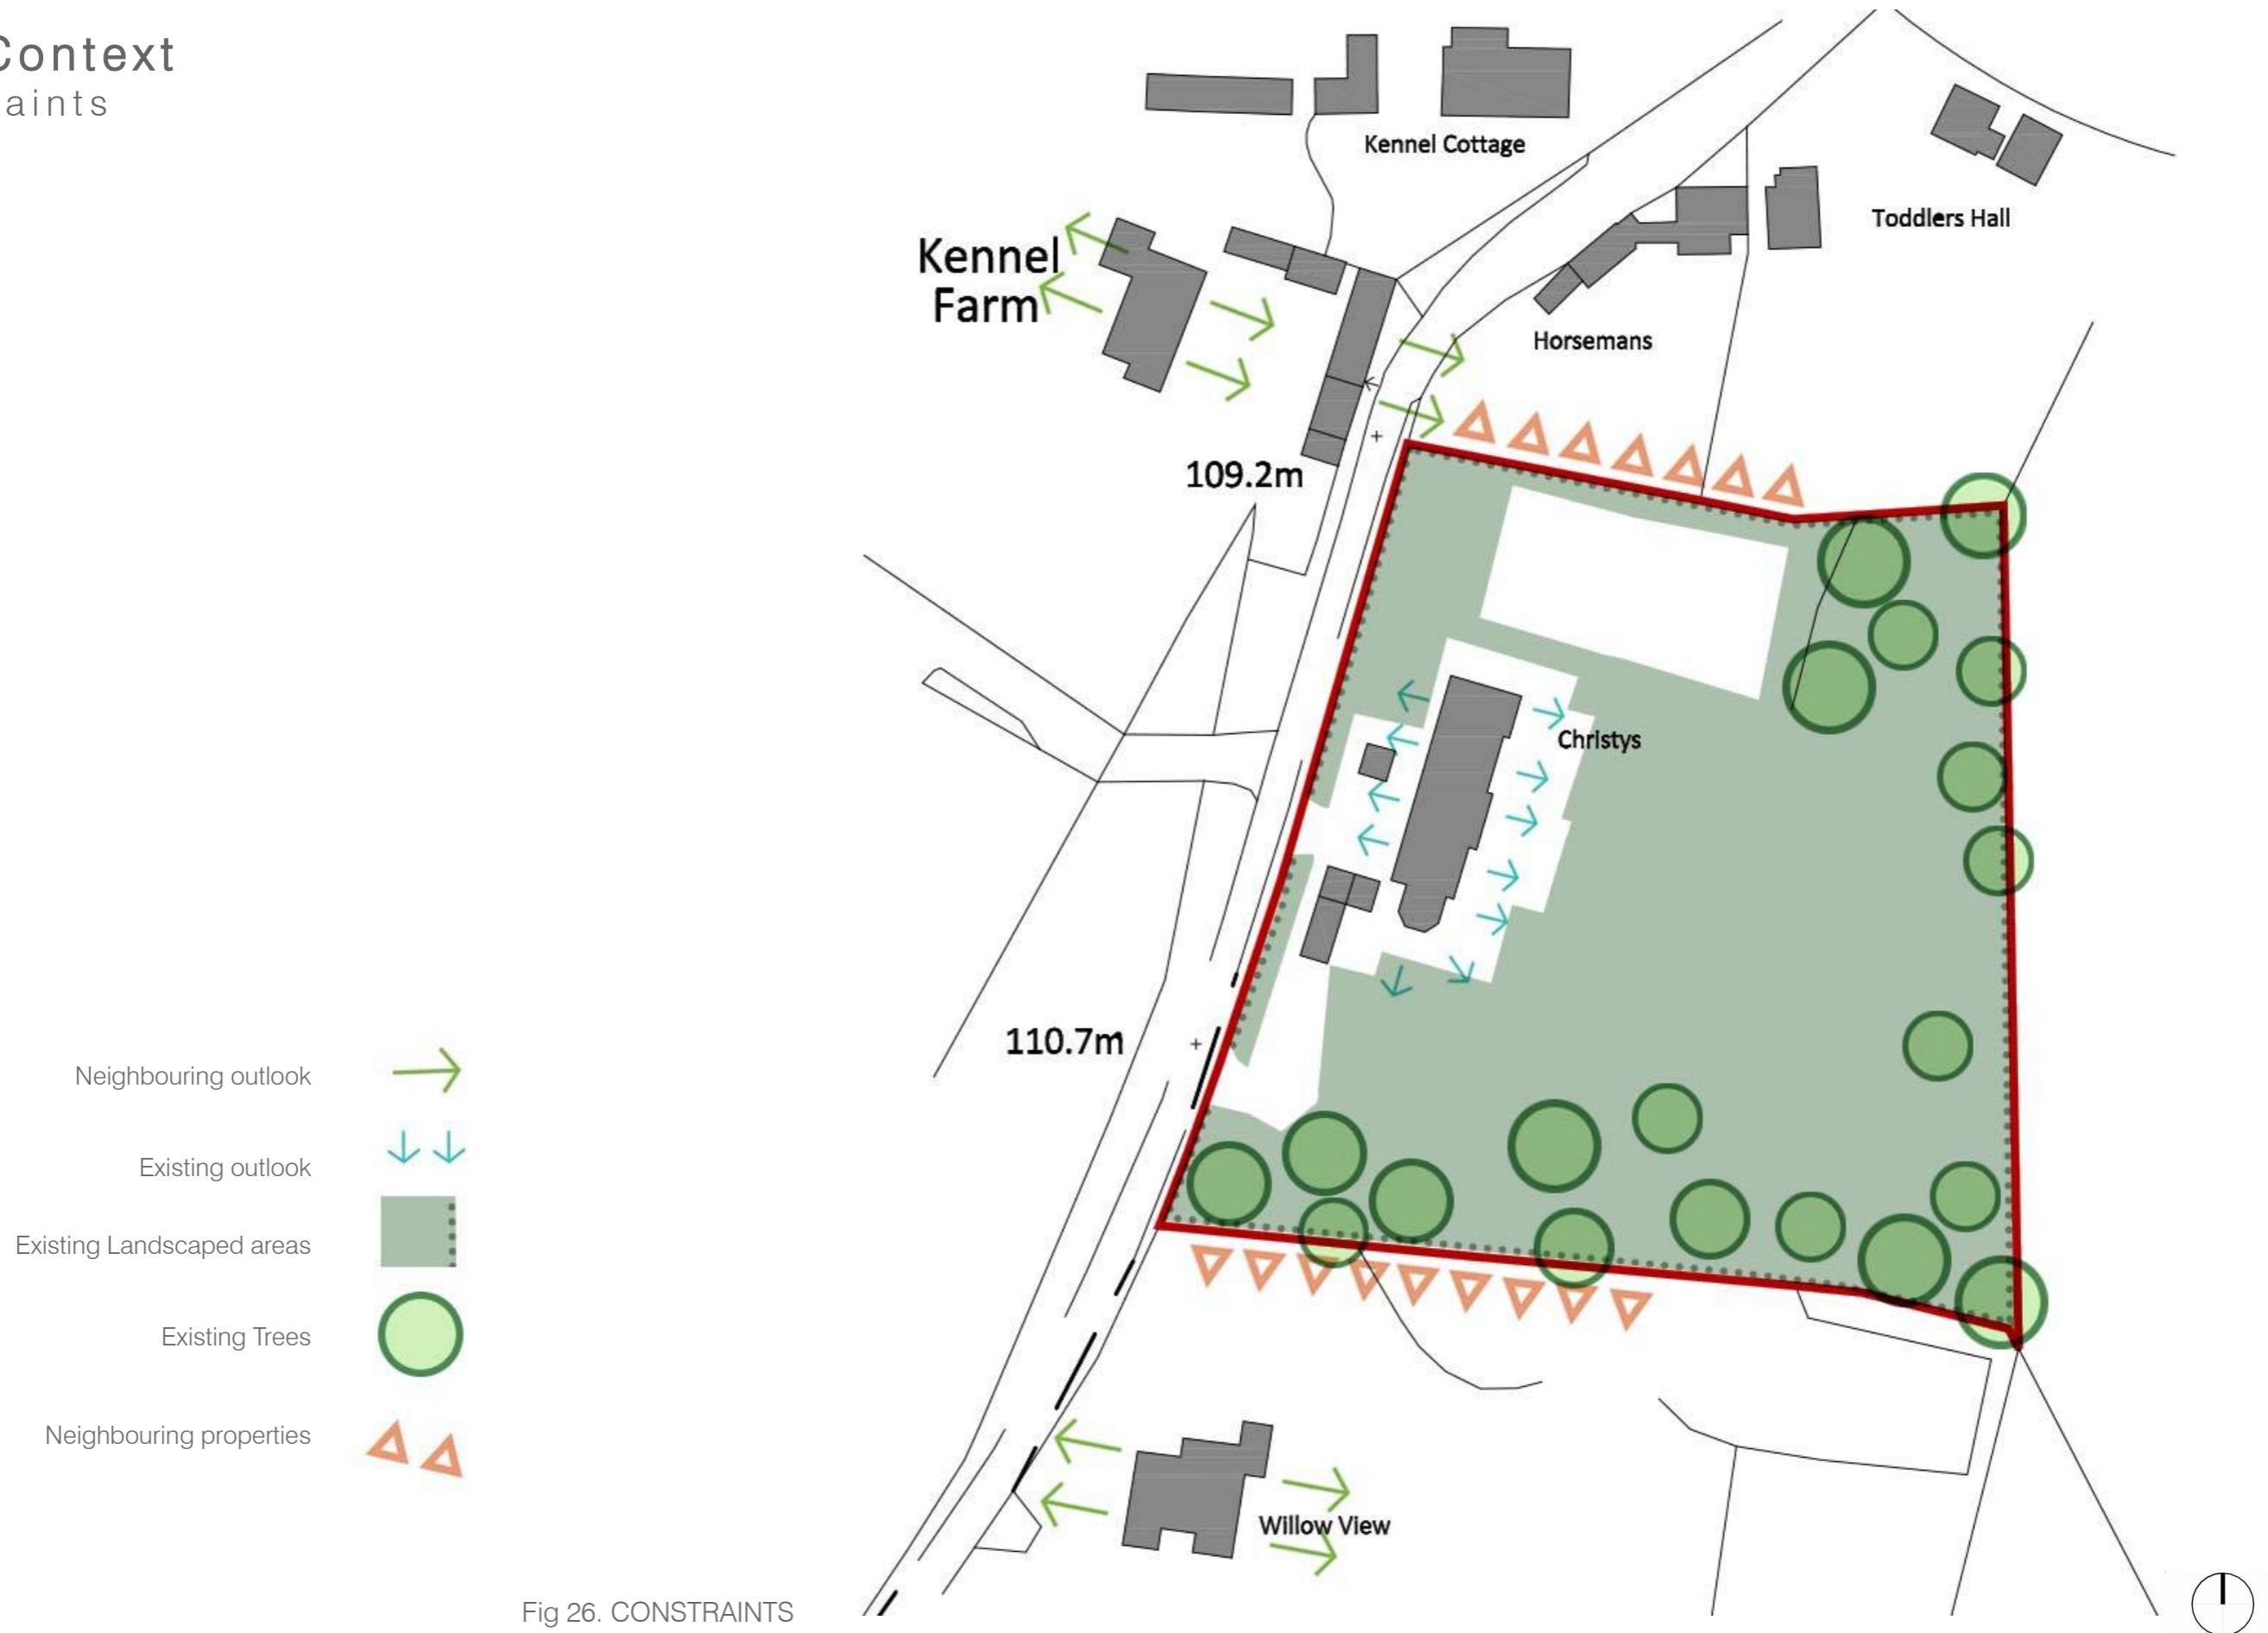 Context
aints
Kennel Cottage
Toddlers Hall
Kennel
Farm
Horsemans
109.2m
Christys
110.7m
Neighbouring outlook
Existing outlook
Existing Landscaped areas
Existing Trees
Neighbouring properties
Willow View
Fig 26. CONSTRAINTS